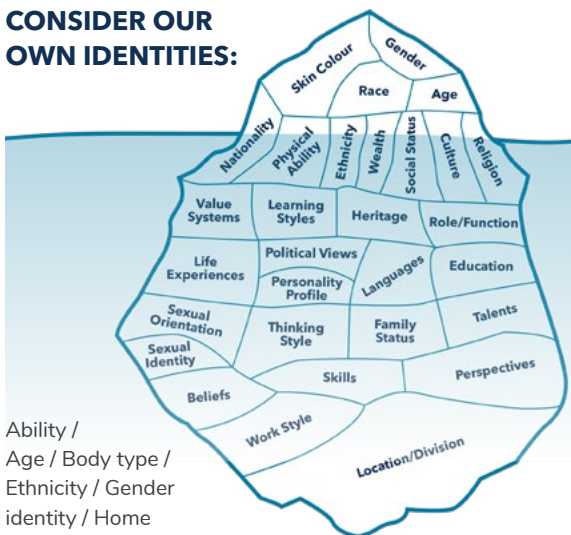 CONSIDER OUR
OWN IDENTITIES:
Skin Colour
Gender
Race
Age
Nationality
Physical
Ability
Ethnicity
Wealth
Social Status
Culture
Religion
Value
Systems
Learning
Styles
Heritage
Role/Function
Life
Experiences
Political Views
Personality
Profile
Languages
Education
Sexual
Orientation
Thinking
Style
Family
Status
Talents
Sexual
Identity
Skills
Perspectives
Beliefs
Work Style
Location/Division
Ability /
Age / Body type /
Ethnicity / Gender
identity / Home